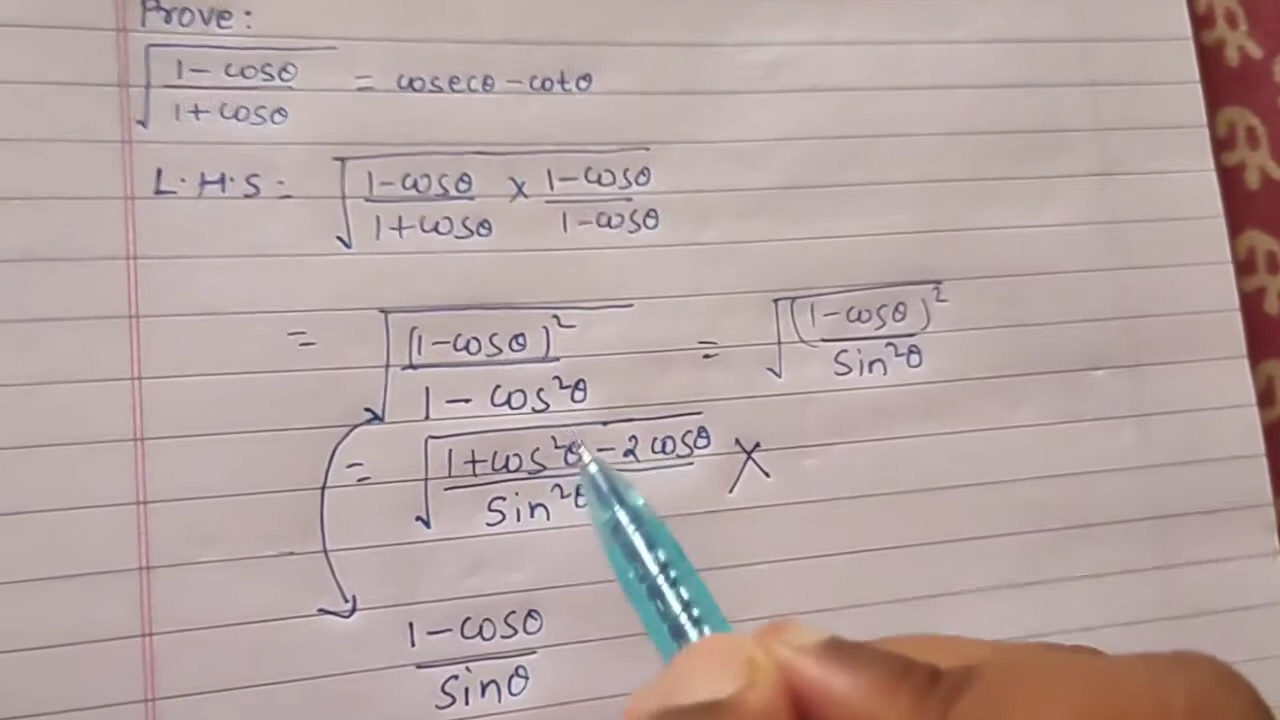 Prove:
√((1-cosθ)/(1+cosθ)) = cosecθ-cotθ
L.H.S = √((1-cosθ)/(1+cosθ) × (1-cosθ)/(1-cosθ))
= √((1-cosθ)²/(1-cos²θ)) = √((1-cosθ)²/sin²θ)
= √((1+cos²θ-2cosθ)/Sin²θ) ×
(1-cosθ)/sinθ